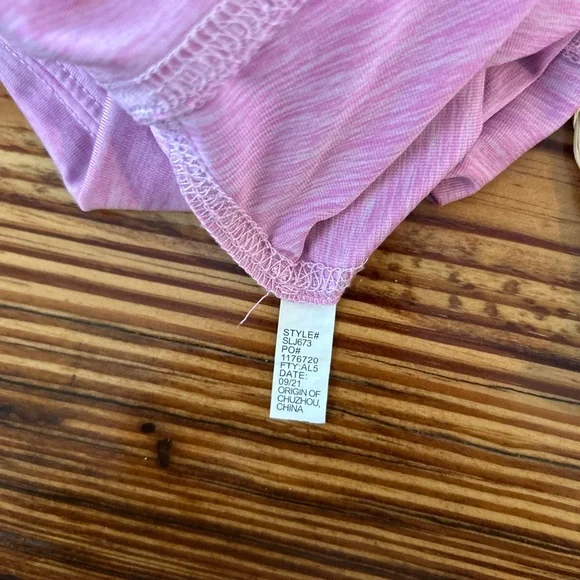 STYLE#
SLJ673
PO#
1176720
FTY:AL5
DATE:
09/21
ORIGIN OF
CHUZHOU,
CHINA